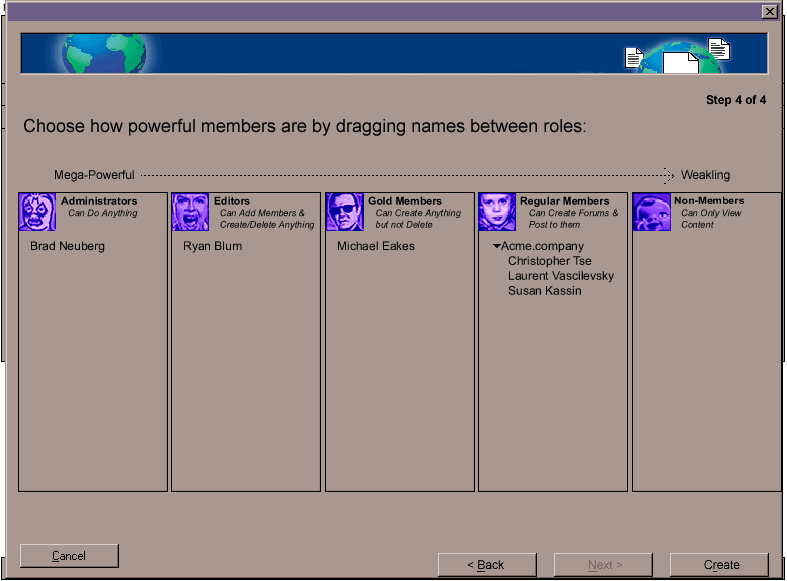 Step 4 of 4
Choose how powerful members are by dragging names between roles:
Mega-Powerful
Weakling
Administrators
Can Do Anything
Brad Neuberg
Editors
Can Add Members &
Create/Delete Anything
Ryan Blum
Gold Members
Can Create Anything
but not Delete
Michael Eakes
Regular Members
Can Create Forums &
Post to them
Acme.company
Christopher Tse
Laurent Vascilevsky
Susan Kassin
Non-Members
Can Only View
Content
Cancel
< Back
Next >
Create